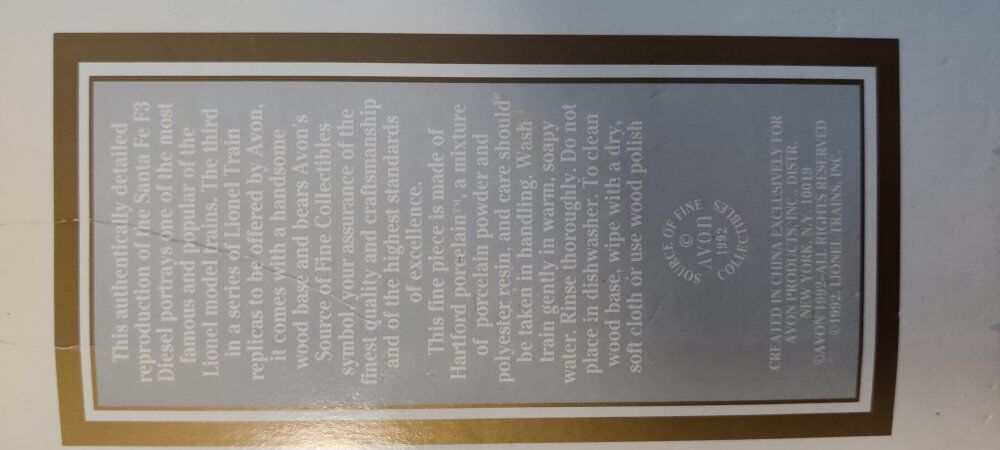 This authentically detailed
reproduction of the Santa Fe F3
Diesel portrays one of the most
famous and popular of the
Lionel model trains. The third
in a series of Lionel Train
replicas to be offered by Avon,
it comes with a handsome
wood base and bears Avon's
Source of Fine Collectibles
symbol, your assurance of the
finest quality and craftsmanship
and of the highest standards
of excellence.
This fine piece is made of
Hartford porcelain™, a mixture
of porcelain powder and
polyester resin, and care should
be taken in handling. Wash
train gently in warm, soapy
water. Rinse thoroughly. Do not
place in dishwasher. To clean
wood base, wipe with a dry,
soft cloth or use wood polish
SOURCE OF FINE
©
AVON
1992
COLLECTIBLES
CREATED IN CHINA EXCLUSIVELY FOR
AVON PRODUCTS, INC., DISTR.
NEW YORK, N.Y. 10019
©AVON 1992–ALL RIGHTS RESERVED
©1992, LIONEL TRAINS, INC.